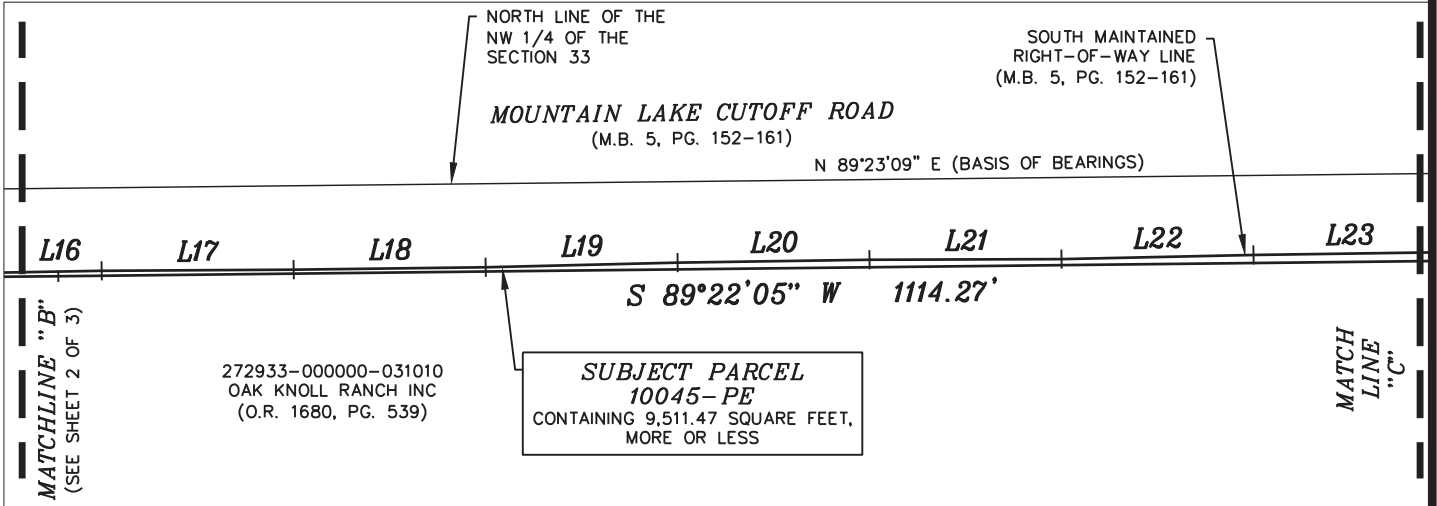 NORTH LINE OF THE
NW 1/4 OF THE
SECTION 33
SOUTH MAINTAINED
RIGHT-OF-WAY LINE
(M.B. 5, PG. 152-161)
MOUNTAIN LAKE CUTOFF ROAD
(M.B. 5, PG. 152-161)
N 89°23'09" E (BASIS OF BEARINGS)
L16
L17
L18
L19
L20
L21
L22
L23
S 89°22'05" W 1114.27'
MATCHLINE "B"
(SEE SHEET 2 OF 3)
272933-000000-031010
OAK KNOLL RANCH INC
(O.R. 1680, PG. 539)
SUBJECT PARCEL
10045-PE
CONTAINING 9,511.47 SQUARE FEET,
MORE OR LESS
MATCH
LINE
"C"